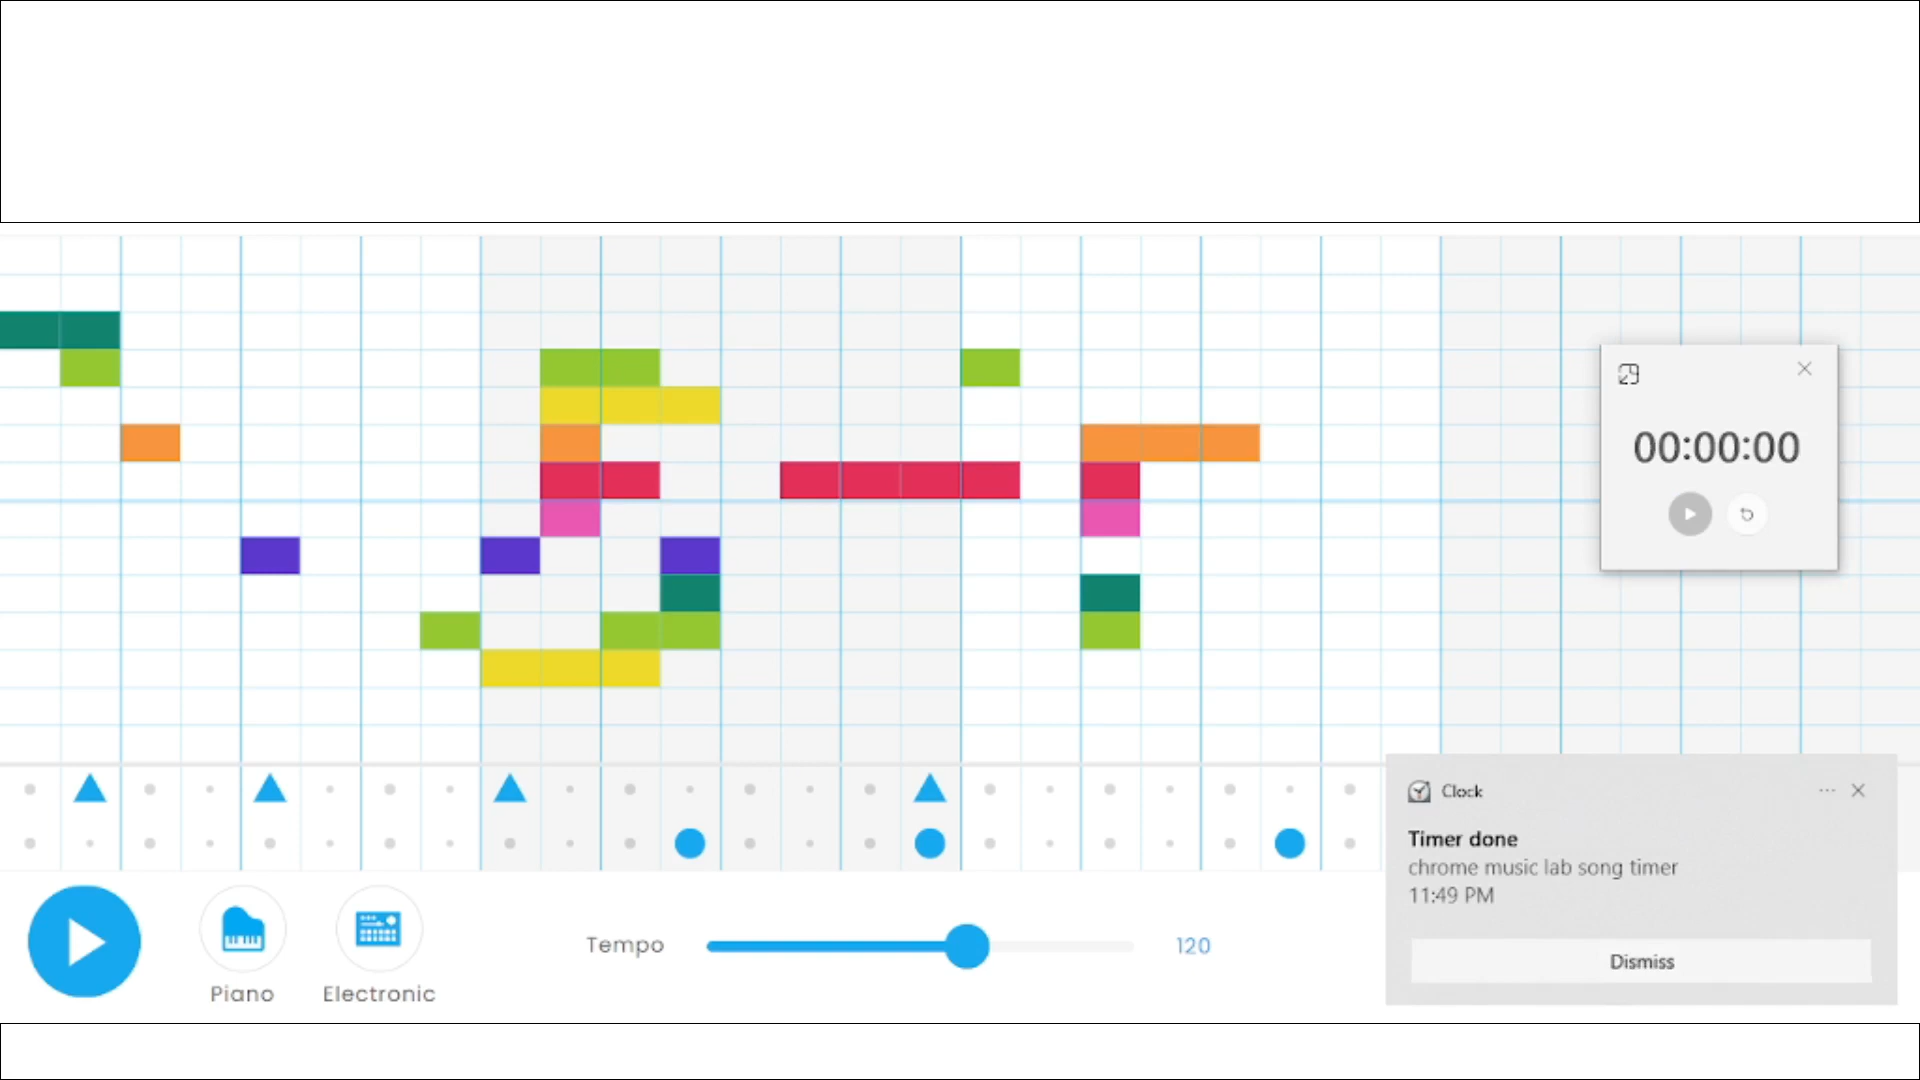 00:00:00
Clock
Timer done
chrome music lab song timer
11:49 PM
Dismiss
Tempo
120
Piano
Electronic